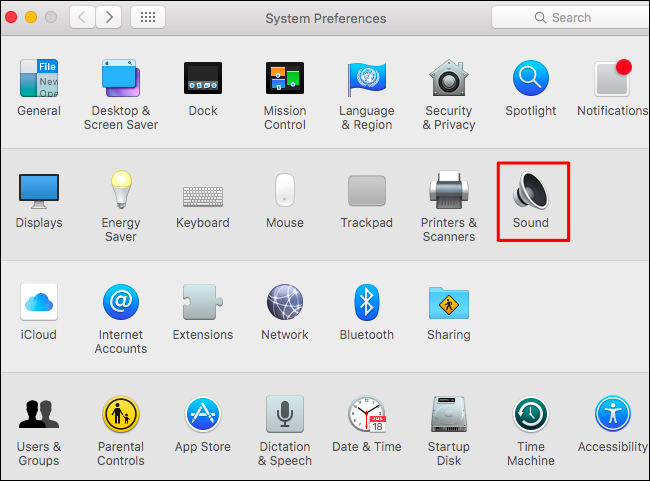 System Preferences
Search
File
New
Ope
General
Desktop &
Screen Saver
Dock
Mission
Control
Language
& Region
Security
& Privacy
Spotlight
Notifications
Displays
Energy
Saver
Keyboard
Mouse
Trackpad
Printers &
Scanners
Sound
iCloud
@
Internet
Accounts
Extensions
Network
Bluetooth
Sharing
Users &
Groups
Parental
Controls
App Store
Dictation
& Speech
JUL
18
Date & Time
Startup
Disk
Time
Machine
Accessibility